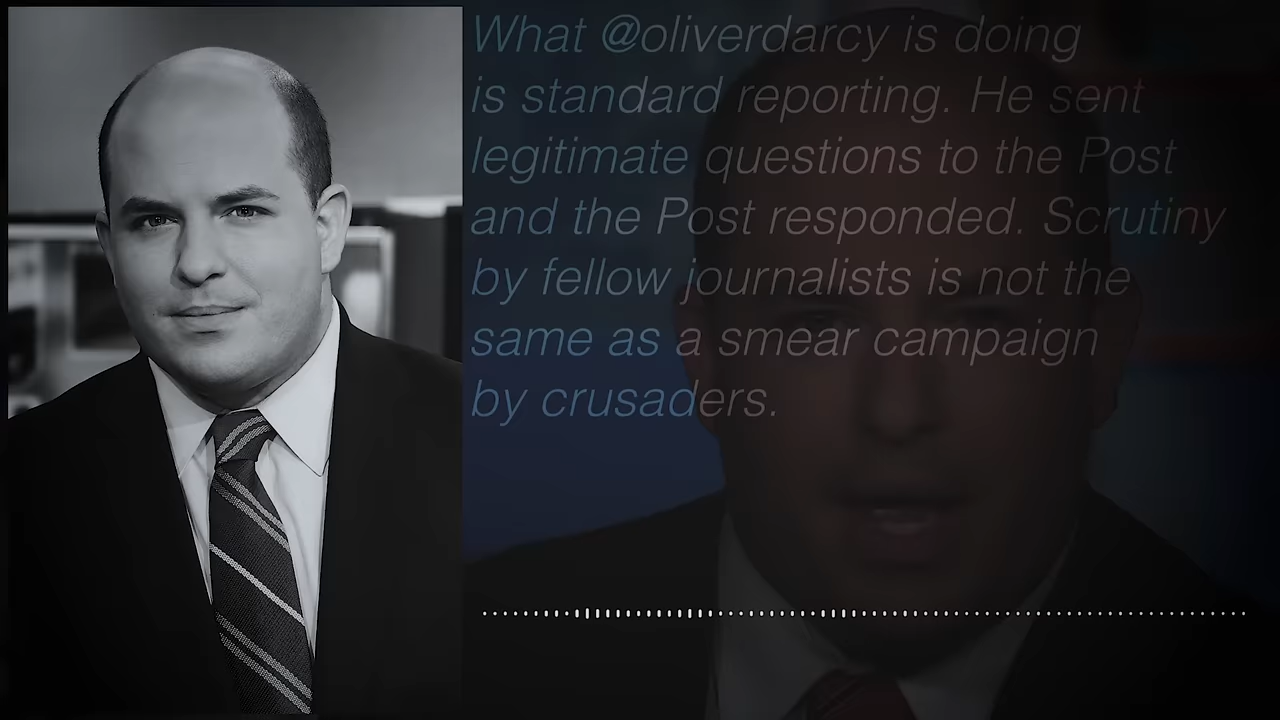 What @oliverdarcy is doing
is standard reporting. He sent
legitimate questions to the Post
and the Post responded. Scrutiny
by fellow journalists is not the
same as a smear campaign
by crusaders.